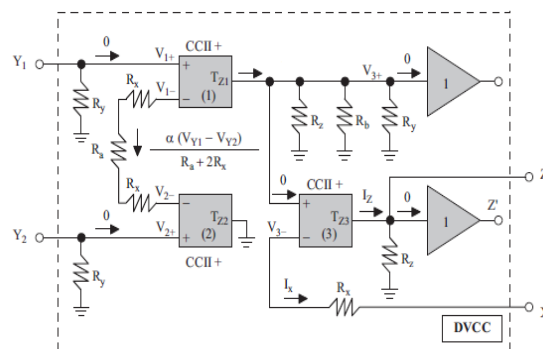 CCII +
Y1
0
V1+
+
TZ1
Rx
V1−
−
(1)
V3+
0
1
Ry
Rz
Rb
Ry
Ra
α (VY1 − VY2)
Ra + 2Rx
Rx
V2−
−
TZ2
0
CCII +
IZ
0
Z
Y2
0
V2+
+
(2)
CCII +
+
TZ3
(3)
V3−
−
1
Z'
Ry
Rz
Ix
Rx
DVCC